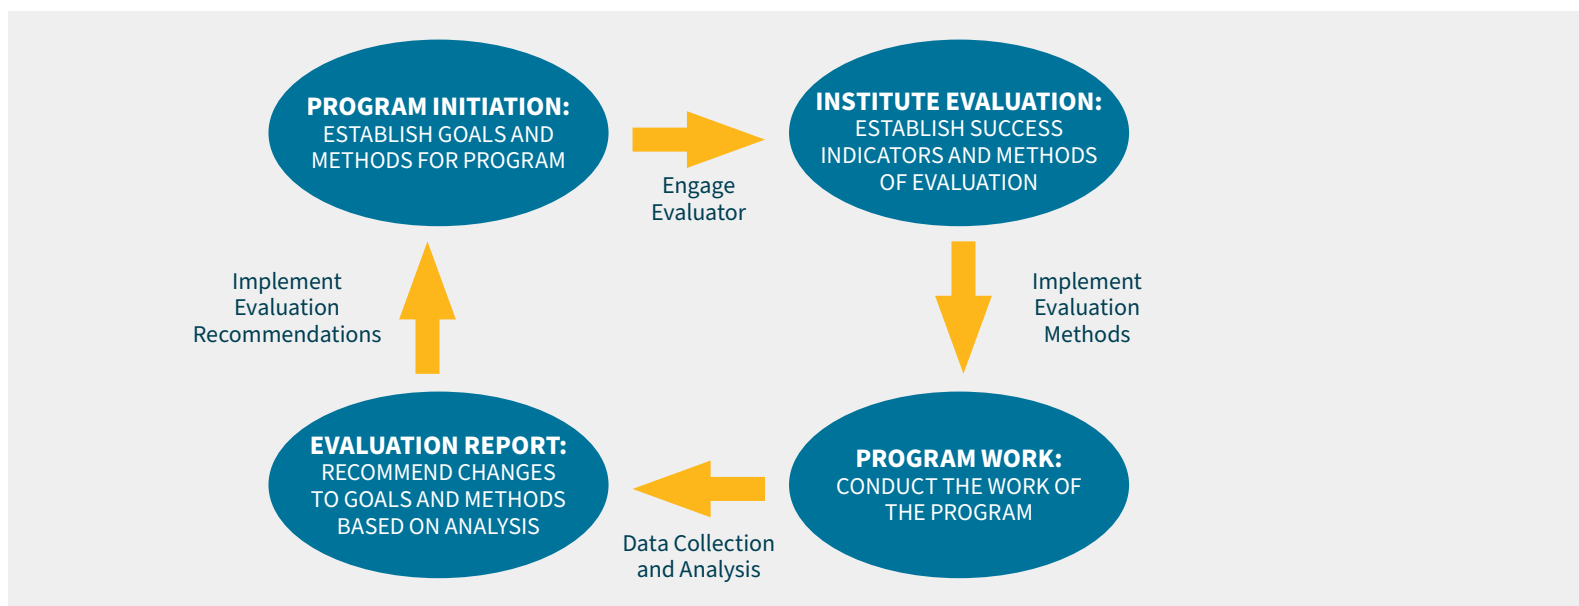 PROGRAM INITIATION:
ESTABLISH GOALS AND
METHODS FOR PROGRAM
Engage
Evaluator
INSTITUTE EVALUATION:
ESTABLISH SUCCESS
INDICATORS AND METHODS
OF EVALUATION
Implement
Evaluation
Methods
PROGRAM WORK:
CONDUCT THE WORK OF
THE PROGRAM
Data Collection
and Analysis
EVALUATION REPORT:
RECOMMEND CHANGES
TO GOALS AND METHODS
BASED ON ANALYSIS
Implement
Evaluation
Recommendations